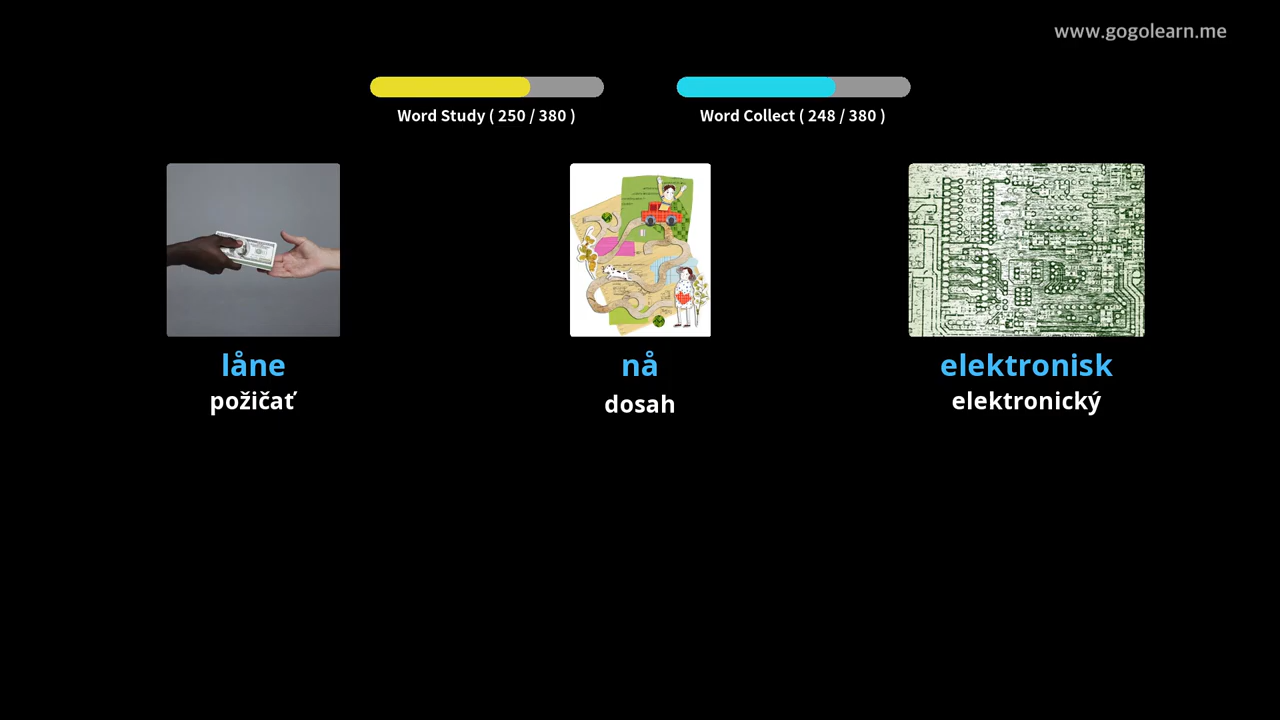 www.gogolearn.me
Word Study ( 250 / 380 )
Word Collect ( 248 / 380 )
låne
požičať
nå
dosah
elektronisk
elektronický